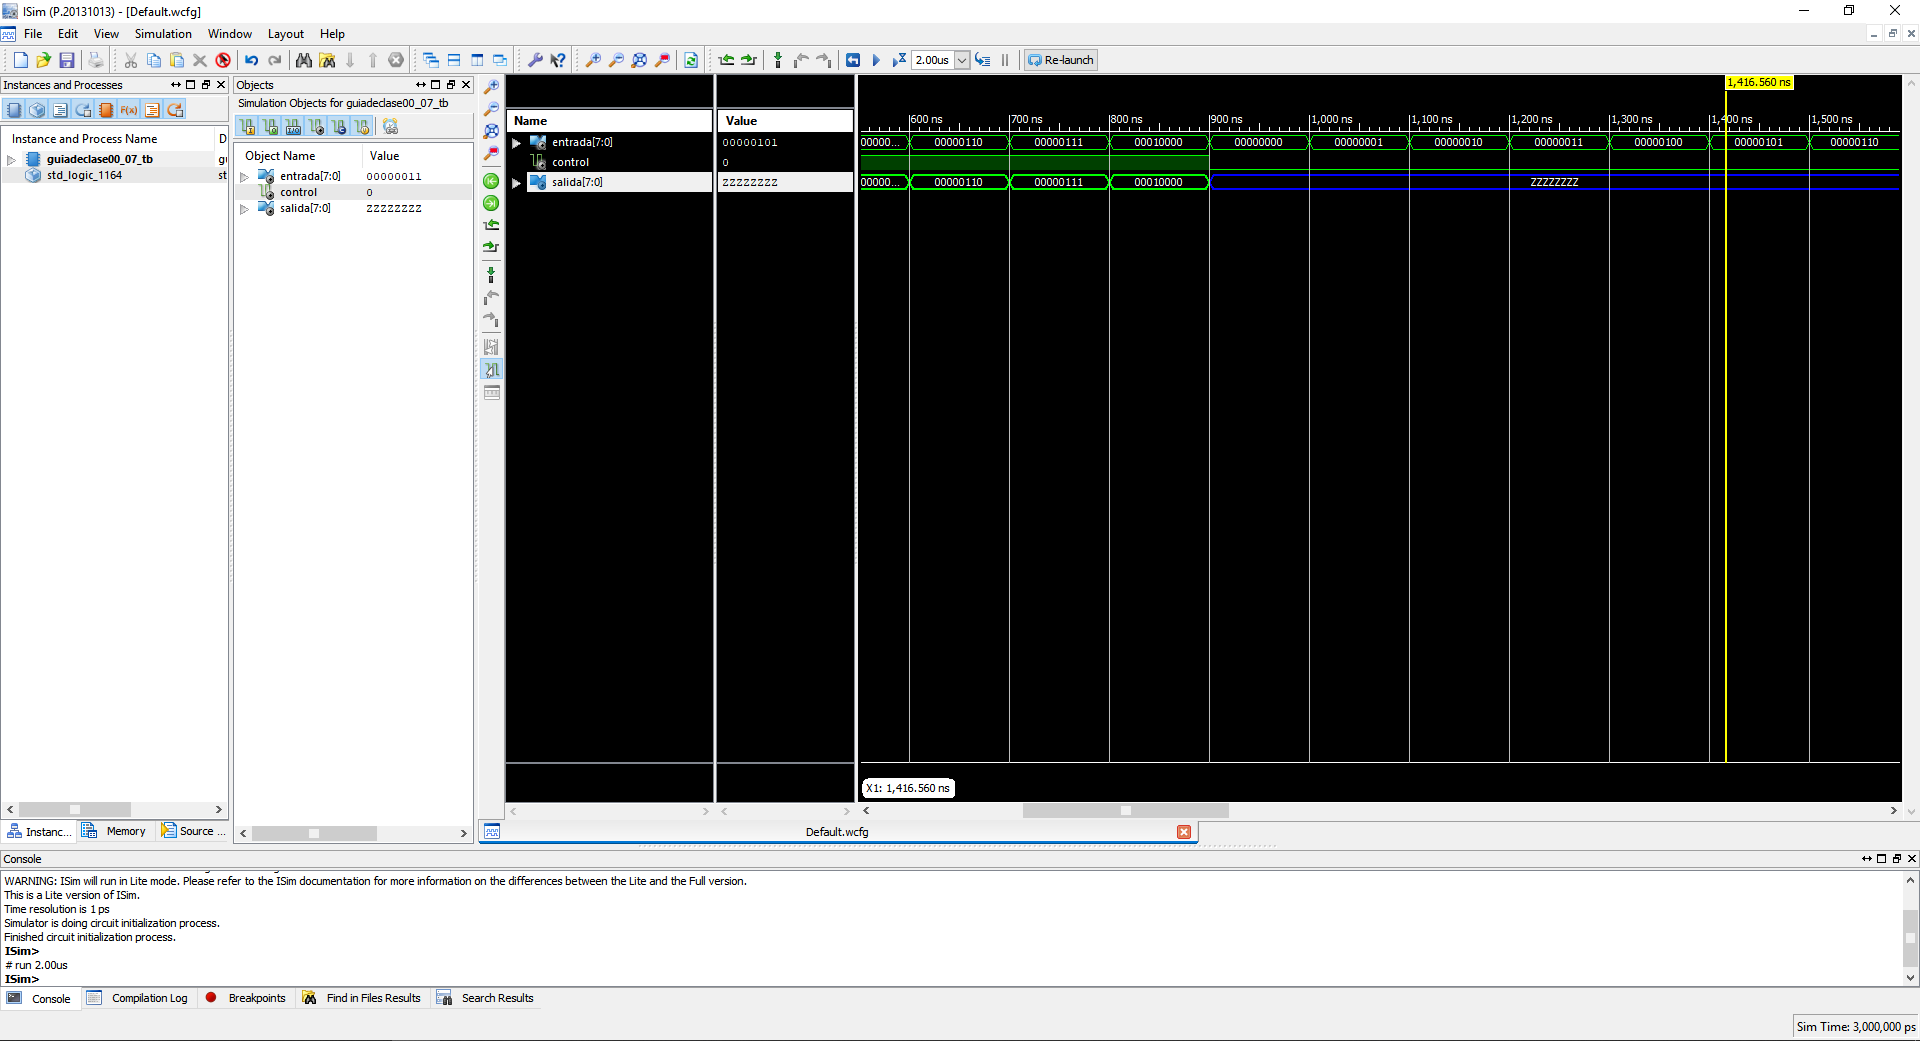 ISim (P.20131013) - [Default.wcfg]
File Edit View Simulation Window Layout Help
2.00us Re-launch
Instances and Processes
Instance and Process Name D
guiadeclase00_07_tb gu
std_logic_1164 st
Objects
Simulation Objects for guiadeclase00_07_tb
Object Name Value
entrada[7:0] 00000011
control 0
salida[7:0] ZZZZZZZZ
Name Value
entrada[7:0] 00000101
control 0
salida[7:0] ZZZZZZZZ
1,416.560 ns
600 ns 700 ns 800 ns 900 ns 1,000 ns 1,100 ns 1,200 ns 1,300 ns 1,400 ns 1,500 ns
00000... 00000110 00000111 00010000 00000000 00000001 00000010 00000011 00000100 00000101 00000110
00000... 00000110 00000111 00010000 ZZZZZZZZ
X1: 1,416.560 ns
Instanc... Memory Source ...
Default.wcfg
Console
WARNING: ISim will run in Lite mode. Please refer to the ISim documentation for more information on the differences between the Lite and the Full version.
This is a Lite version of ISim.
Time resolution is 1 ps
Simulator is doing circuit initialization process.
Finished circuit initialization process.
ISim>
# run 2.00us
ISim>
Console Compilation Log Breakpoints Find in Files Results Search Results
Sim Time: 3,000,000 ps